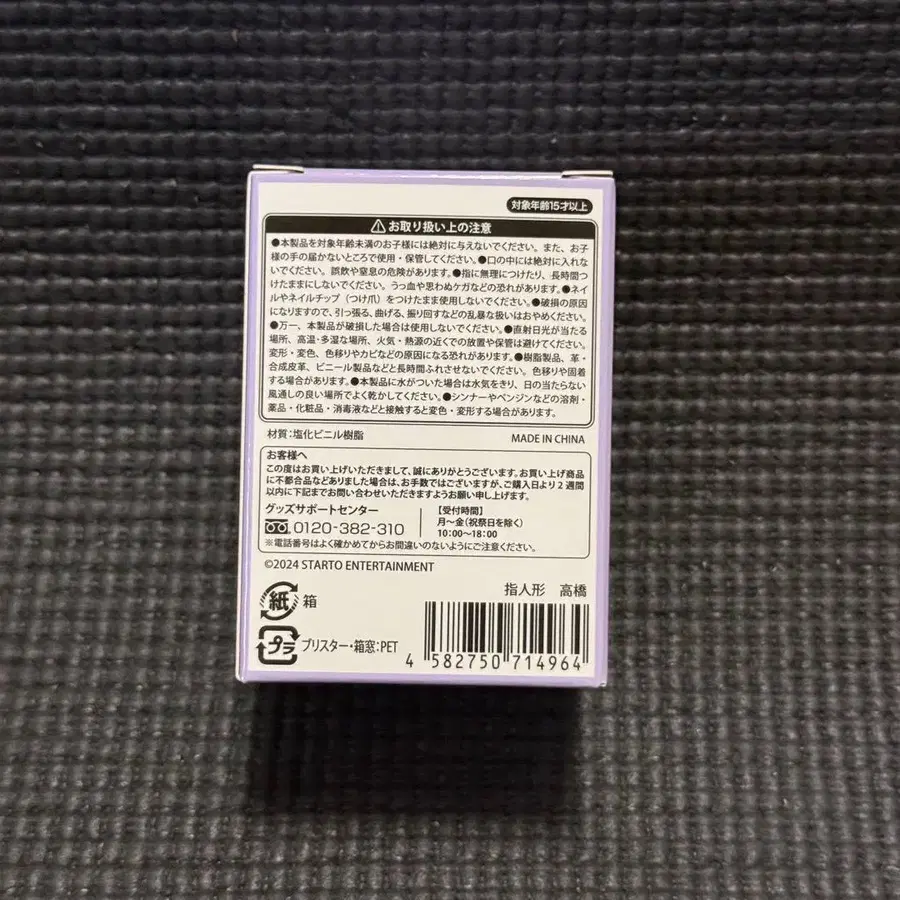 対象年齢15才以上
⚠お取り扱い上の注意
●本製品を対象年齢未満のお子様には絶対に与えないでください。また、お子
様の手の届かないところで使用・保管してください。●口の中には絶対に入れな
いでください。誤飲や窒息の危険があります。●指に無理につけたり、長時間つ
けたままにしないでください。うっ血や思わぬケガなどの恐れがあります。●ネイ
ルやネイルチップ（つけ爪）をつけたまま使用しないでください。●破損の原因
になりますので、引っ張る、曲げる、振り回すなどの乱暴な扱いはおやめください。
●万一、本製品が破損した場合は使用しないでください。●直射日光が当たる
場所、高温・多湿な場所、火気・熱源の近くでの放置や保管は避けてください。
変形・変色、色移りやカビなどの原因になる恐れがあります。●樹脂製品、革・
合成皮革、ビニール製品などと長時間ふれさせないでください。色移りや固着
する場合があります。●本製品に水がついた場合は水気をきり、日の当たらない
風通しの良い場所でよく乾かしてください。●シンナーやベンジンなどの溶剤・
薬品・化粧品・消毒液などと接触すると変色・変形する場合があります。
材質：塩化ビニル樹脂
MADE IN CHINA
お客様へ
この度はお買い上げいただきまして、誠にありがとうございます。お買い上げ商品
に不都合品などありました場合は、お手数ではございますが、ご購入日より2週間
以内に下記までお問い合わせいただきますようお願い申し上げます。
グッズサポートセンター
0120-382-310
【受付時間】
月〜金（祝祭日を除く）
10:00〜18:00
※電話番号はよく確かめてからお間違いのないようにご注意ください。
©2024 STARTO ENTERTAINMENT
指人形 高橋
紙 箱
プラ ブリスター・箱窓：PET
4 582750 714964